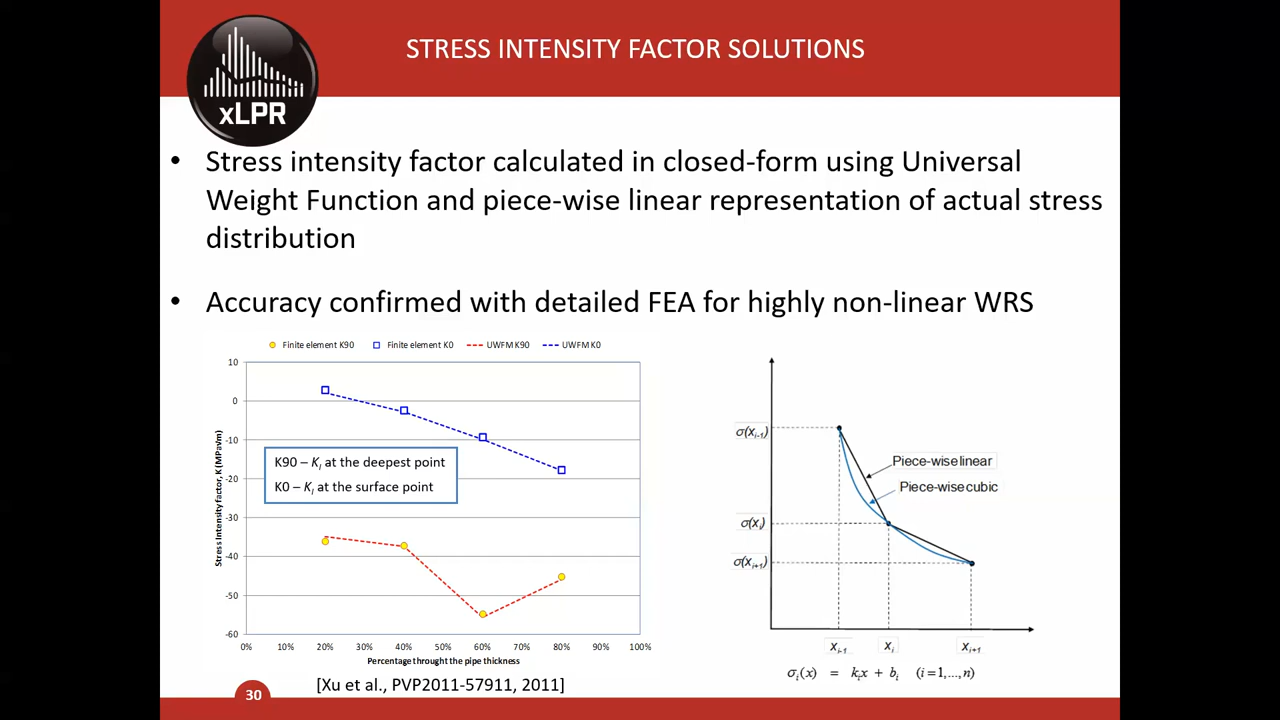 STRESS INTENSITY FACTOR SOLUTIONS
xLPR
• Stress intensity factor calculated in closed-form using Universal
Weight Function and piece-wise linear representation of actual stress
distribution
• Accuracy confirmed with detailed FEA for highly non-linear WRS
Finite element K90 Finite element K0 UWFM K90 UWFM K0
10
0
-10
-20
-30
-40
-50
-60
Stress Intensity factor, K (MPa√m)
K90 – KI at the deepest point
K0 – KI at the surface point
0% 10% 20% 30% 40% 50% 60% 70% 80% 90% 100%
Percentage throught the pipe thickness
[Xu et al., PVP2011-57911, 2011]
σ(xi-1)
σ(xi)
σ(xi+1)
Piece-wise linear
Piece-wise cubic
xi-1 xi xi+1
σi(x) = kix + bi (i=1,...,n)
30